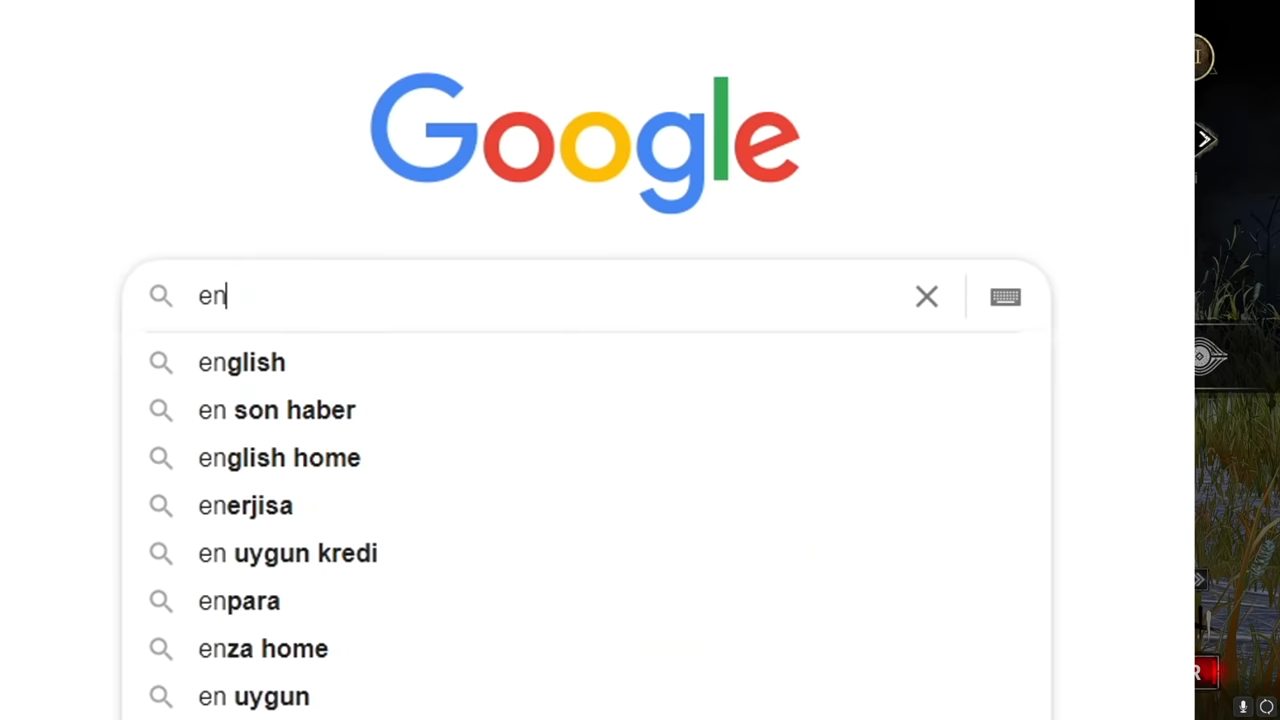 Google
en
english
en son haber
english home
enerjisa
en uygun kredi
enpara
enza home
en uygun
I
R